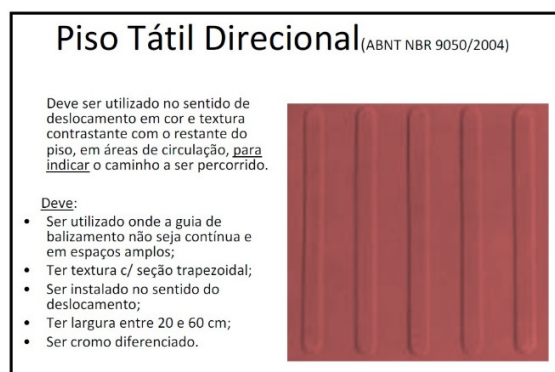 Piso Tátil Direcional(ABNT NBR 9050/2004)
Deve ser utilizado no sentido de
deslocamento em cor e textura
contrastante com o restante do
piso, em áreas de circulação, para
indicar o caminho a ser percorrido.
Deve:
• Ser utilizado onde a guia de
balizamento não seja contínua e
em espaços amplos;
• Ter textura c/ seção trapezoidal;
• Ser instalado no sentido do
deslocamento;
• Ter largura entre 20 e 60 cm;
• Ser cromo diferenciado.